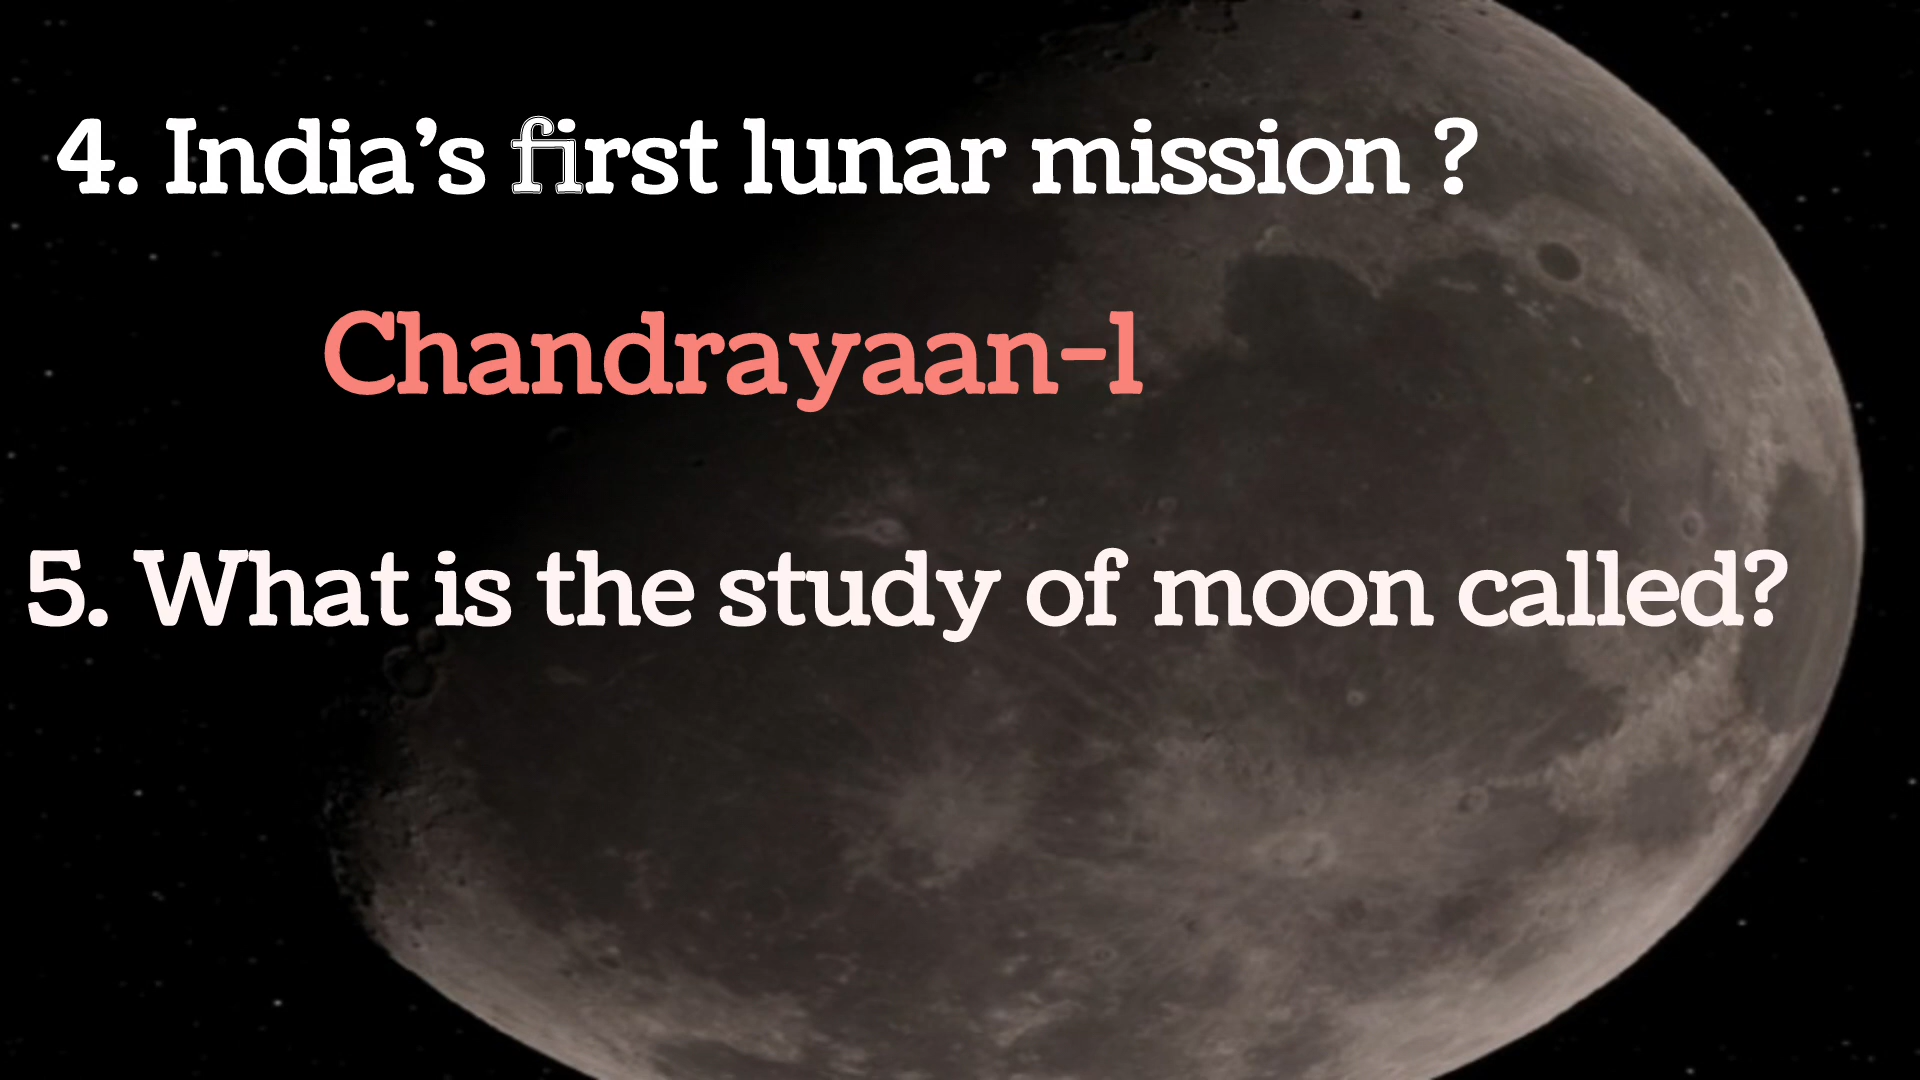 4. India’s first lunar mission ?
Chandrayaan-1
5. What is the study of moon called?